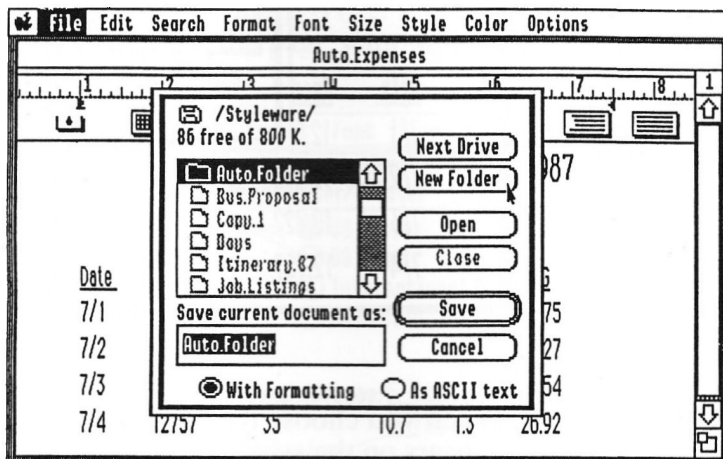 File Edit Search Format Font Size Style Color Options
Auto.Expenses
1 2 3 4 5 6 7 8 1
/Styleware/
86 free of 800 K.
Next Drive
987
Auto.Folder
New Folder
Bus.Proposal
Copy.1
Open
Days
Itinerary.87
Close
Date
Job.Listings
7/1
Save current document as:
Save
75
7/2
Auto.Folder
Cancel
27
7/3
With Formatting
As ASCII text
54
7/4 12757 35 10.7 1.3 26.92